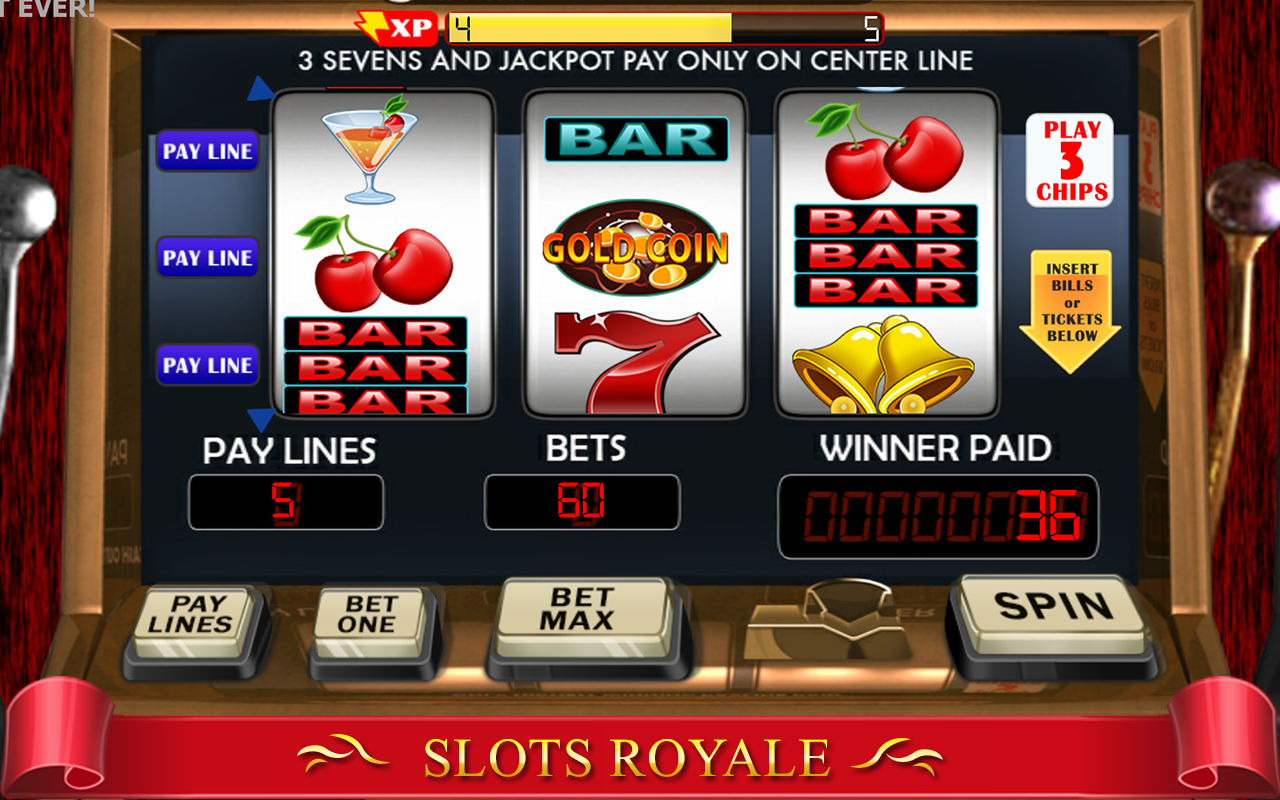 EVER!
XP 4 5
3 SEVENS AND JACKPOT PAY ONLY ON CENTER LINE
PAY LINE
PAY LINE
PAY LINE
BAR
GOLD COIN
BAR
BAR
BAR
BAR
BAR
BAR
PLAY
3
CHIPS
INSERT
BILLS
or
TICKETS
BELOW
PAY LINES
BETS
WINNER PAID
5
60
36
PAY
LINES
BET
ONE
BET
MAX
SPIN
SLOTS ROYALE